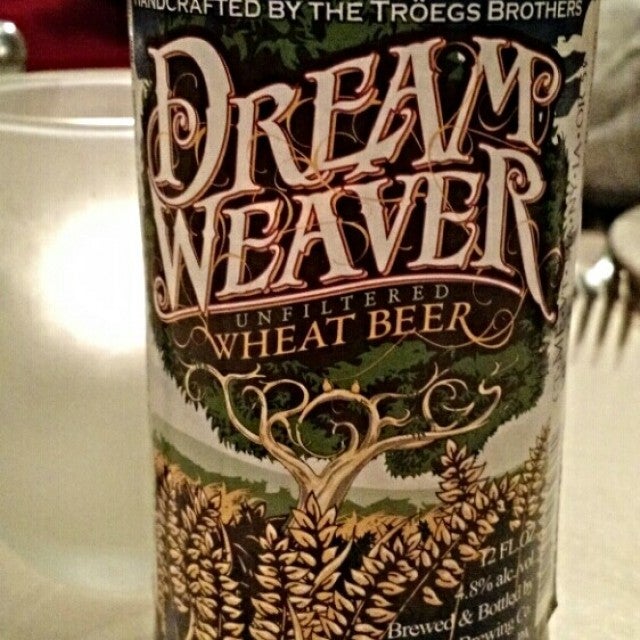 HANDCRAFTED BY THE TRÖEGS BROTHERS
DREAM
WEAVER
UNFILTERED
WHEAT BEER
12 FL. OZ.
4.8% alc./vol.
Brewed & Bottled by
Brewing Co